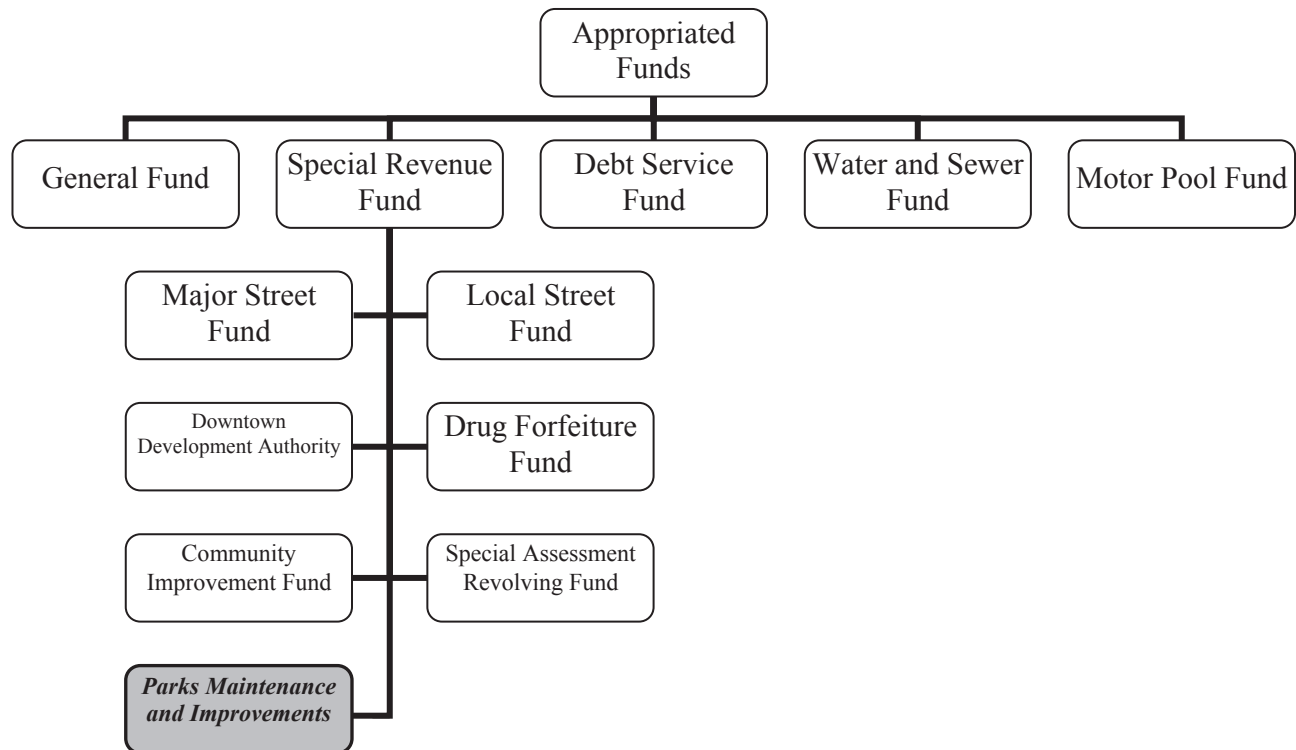 Appropriated
Funds
General Fund
Special Revenue
Fund
Debt Service
Fund
Water and Sewer
Fund
Motor Pool Fund
Major Street
Fund
Local Street
Fund
Downtown
Development Authority
Drug Forfeiture
Fund
Community
Improvement Fund
Special Assessment
Revolving Fund
Parks Maintenance
and Improvements